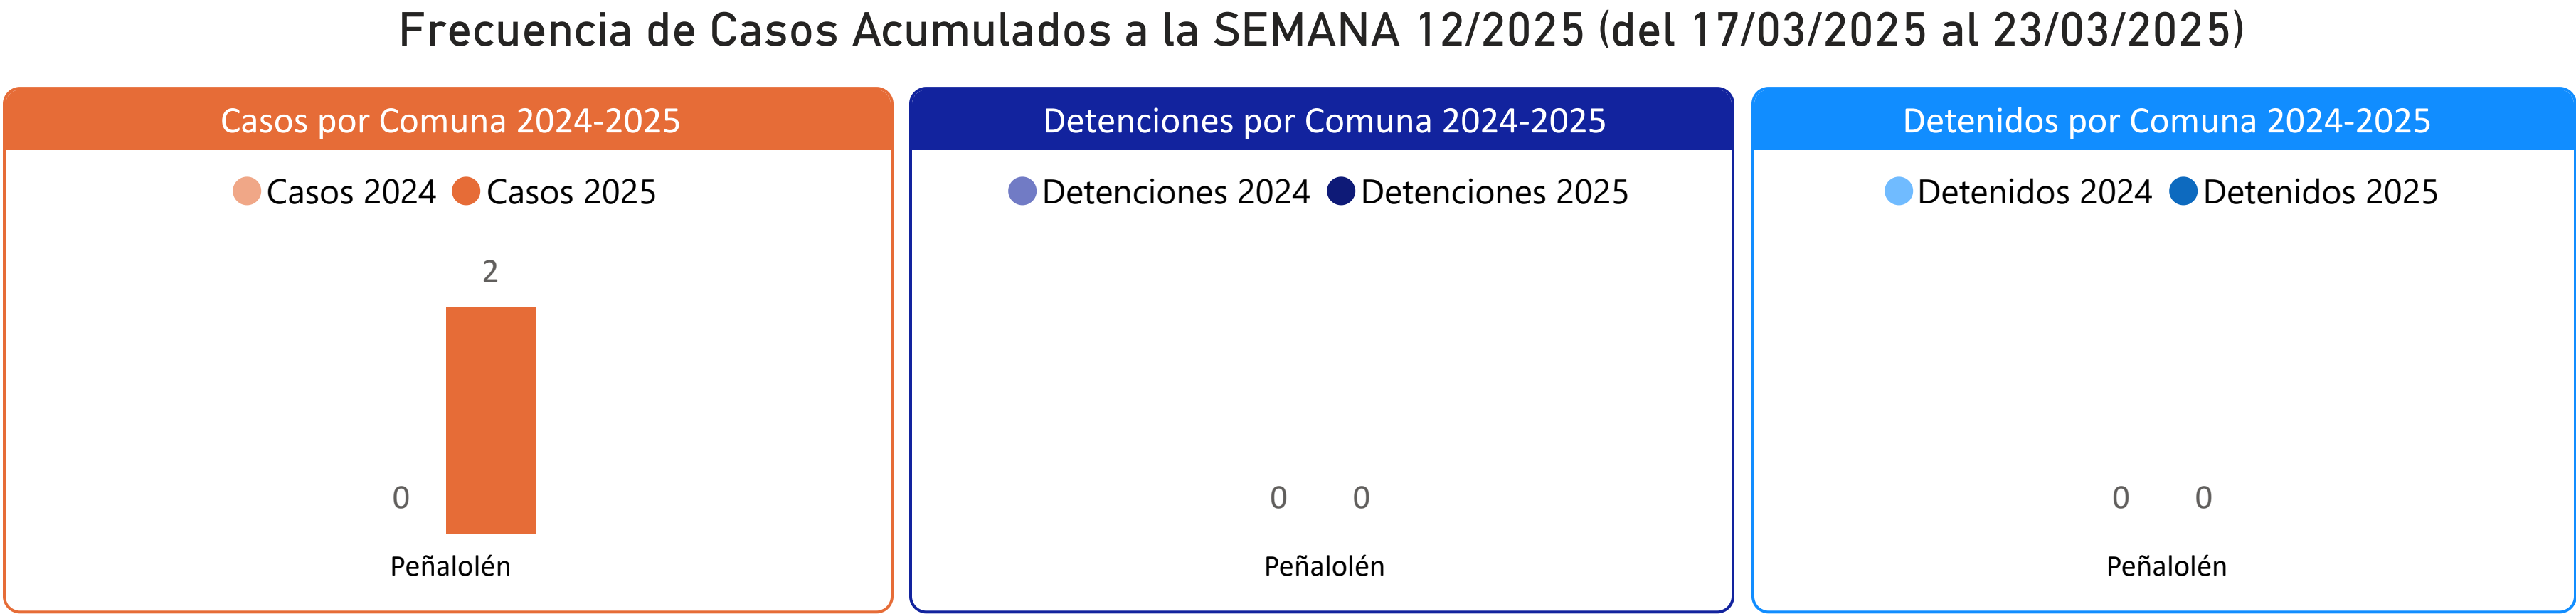 Frecuencia de Casos Acumulados a la SEMANA 12/2025 (del 17/03/2025 al 23/03/2025)
Casos por Comuna 2024-2025
Casos 2024 Casos 2025
2
0
Peñalolén
Detenciones por Comuna 2024-2025
Detenciones 2024 Detenciones 2025
0 0
Peñalolén
Detenidos por Comuna 2024-2025
Detenidos 2024 Detenidos 2025
0 0
Peñalolén